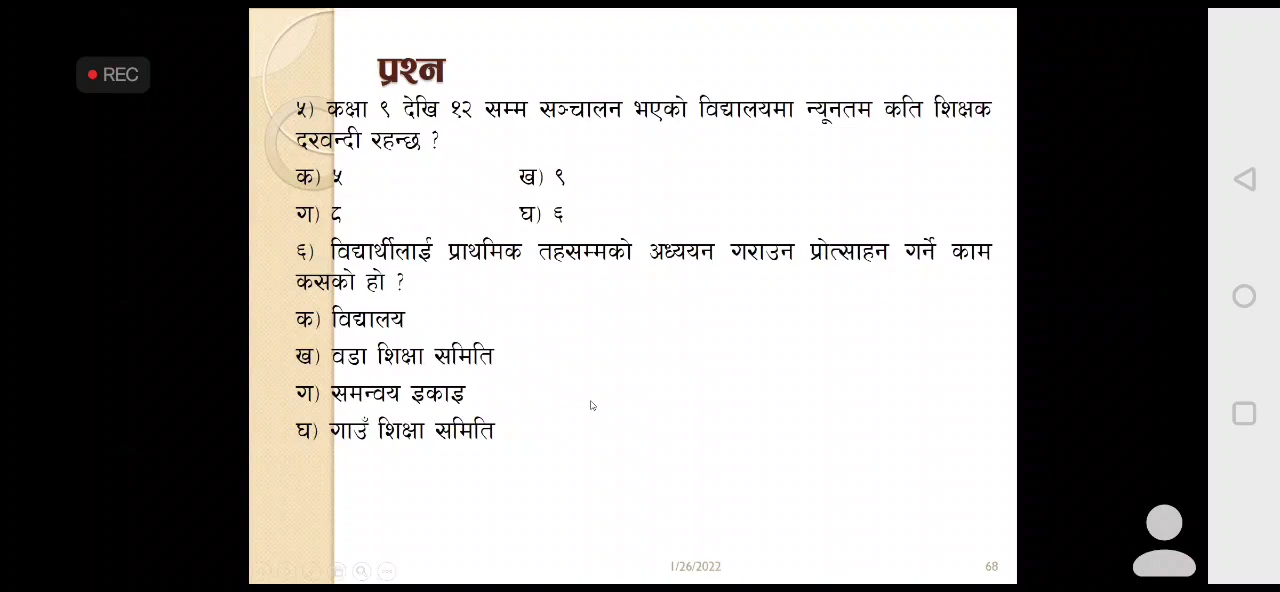 REC
प्रश्न
५) कक्षा ९ देखि १२ सम्म सञ्चालन भएको विद्यालयमा न्यूनतम कति शिक्षक
दरवन्दी रहन्छ ?
क) ५ ख) ९
ग) ८ घ) ६
६) विद्यार्थीलाई प्राथमिक तहसम्मको अध्ययन गराउन प्रोत्साहन गर्ने काम
कसको हो ?
क) विद्यालय
ख) वडा शिक्षा समिति
ग) समन्वय इकाइ
घ) गाउँ शिक्षा समिति
1/26/2022 68